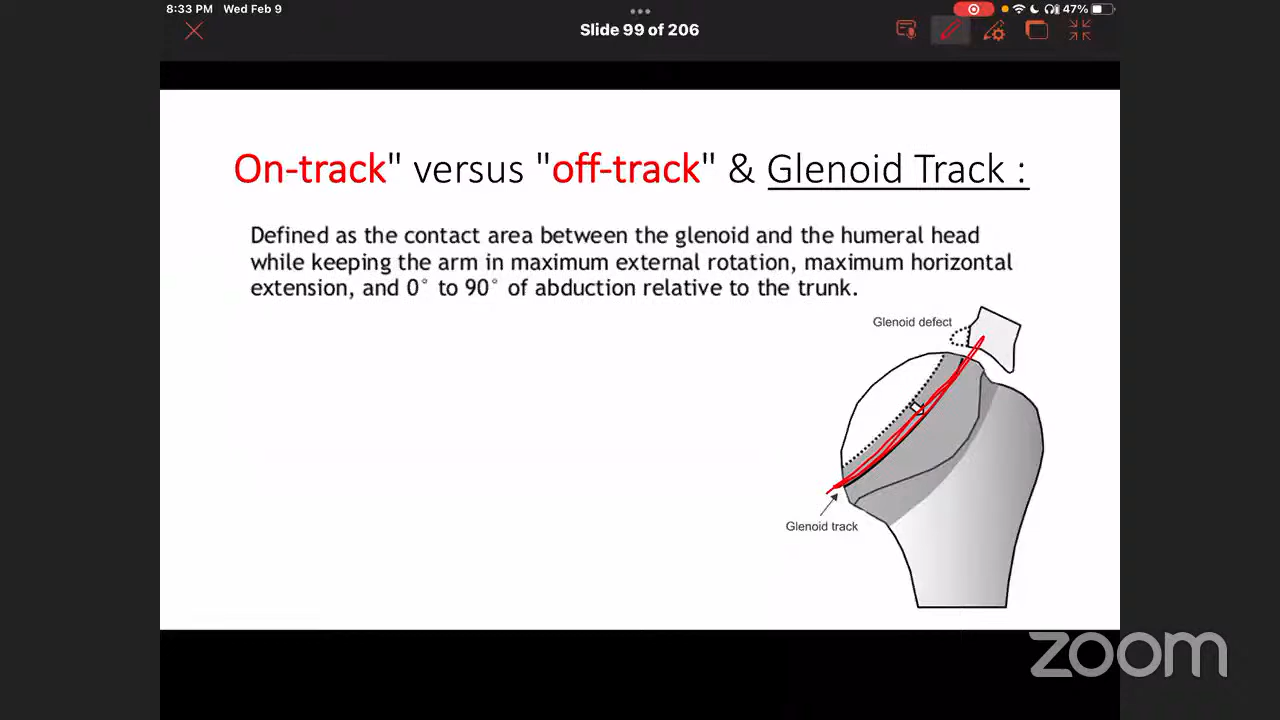 8:33 PM Wed Feb 9
47%
Slide 99 of 206
On-track" versus "off-track" & Glenoid Track :
Defined as the contact area between the glenoid and the humeral head
while keeping the arm in maximum external rotation, maximum horizontal
extension, and 0° to 90° of abduction relative to the trunk.
Glenoid defect
Glenoid track
zoom